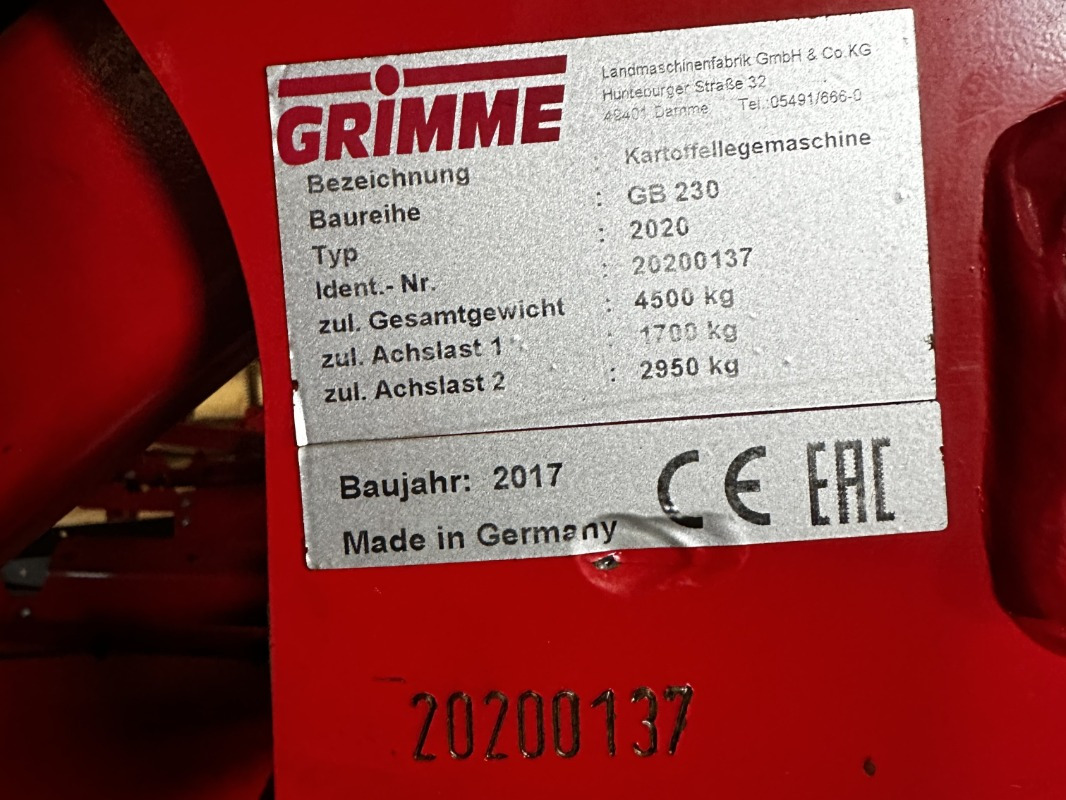 GRIMME
Landmaschinenfabrik GmbH & Co.KG
Hunteburger Straße 32
49401 Damme Tel.:05491/666-0
Bezeichnung : Kartoffellegemaschine
Baureihe : GB 230
Typ : 2020
Ident.- Nr. : 20200137
zul. Gesamtgewicht : 4500 kg
zul. Achslast 1 : 1700 kg
zul. Achslast 2 : 2950 kg
Baujahr: 2017 CE EAC
Made in Germany
20200137